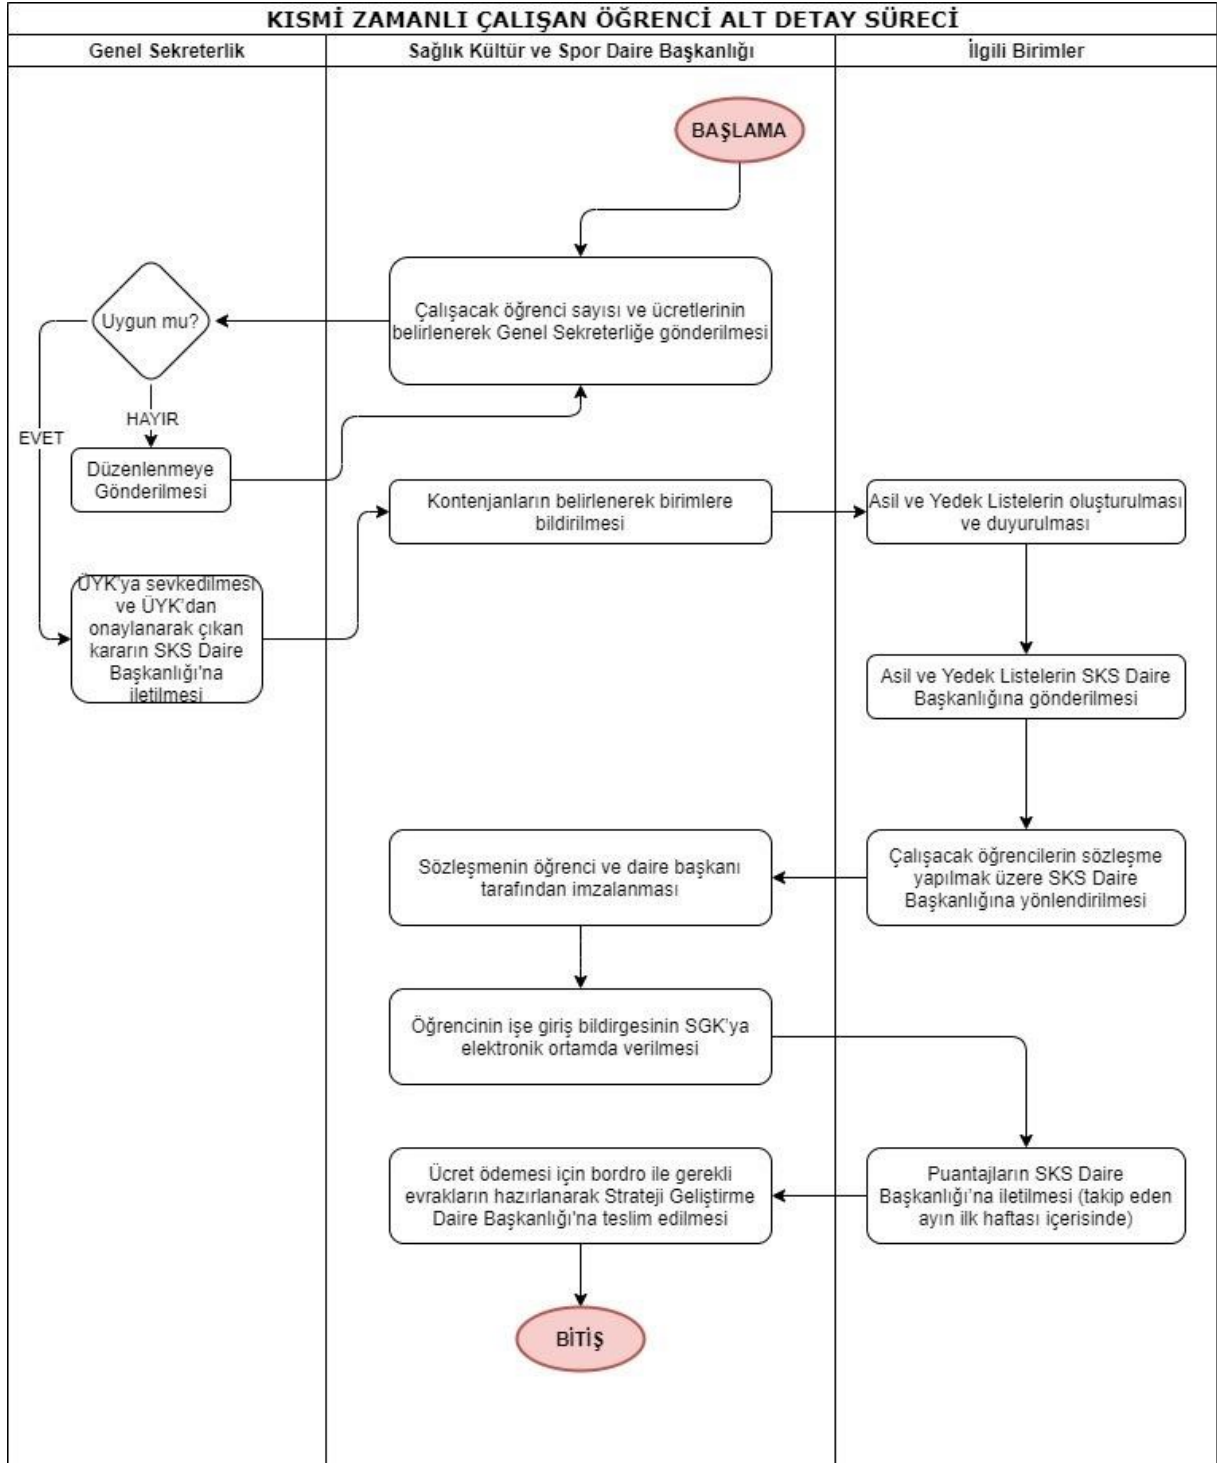 KISMİ ZAMANLI ÇALIŞAN ÖĞRENCİ ALT DETAY SÜRECİ
Genel Sekreterlik
Sağlık Kültür ve Spor Daire Başkanlığı
İlgili Birimler
BAŞLAMA
Çalışacak öğrenci sayısı ve ücretlerinin
belirlenerek Genel Sekreterliğe gönderilmesi
Uygun mu?
HAYIR
EVET
Düzenlenmeye
Gönderilmesi
ÜYK'ya sevkedilmesi
ve ÜYK'dan
onaylanarak çıkan
kararın SKS Daire
Başkanlığı'na
iletilmesi
Kontenjanların belirlenerek birimlere
bildirilmesi
Asil ve Yedek Listelerin oluşturulması
ve duyurulması
Asil ve Yedek Listelerin SKS Daire
Başkanlığına gönderilmesi
Çalışacak öğrencilerin sözleşme
yapılmak üzere SKS Daire
Başkanlığına yönlendirilmesi
Sözleşmenin öğrenci ve daire başkanı
tarafından imzalanması
Öğrencinin işe giriş bildirgesinin SGK'ya
elektronik ortamda verilmesi
Puantajların SKS Daire
Başkanlığı'na iletilmesi (takip eden
ayın ilk haftası içerisinde)
Ücret ödemesi için bordro ile gerekli
evrakların hazırlanarak Strateji Geliştirme
Daire Başkanlığı'na teslim edilmesi
BİTİŞ